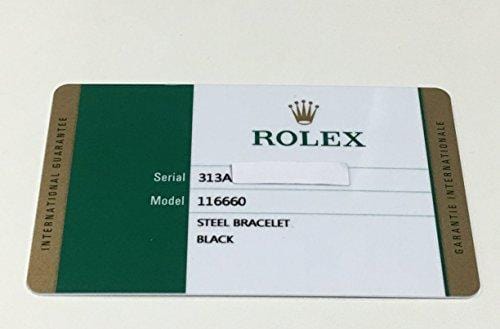 INTERNATIONAL GUARANTEE
ROLEX
Serial 313A
Model 116660
STEEL BRACELET
BLACK
GARANTIE INTERNATIONALE